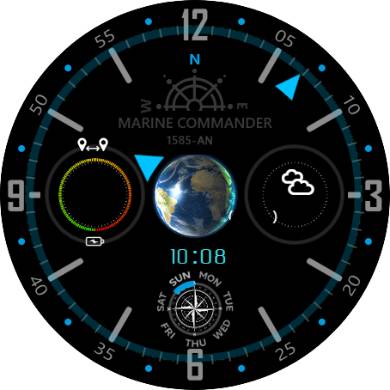 12
55
05
N
50
10
W
E
MARINE COMMANDER
1585-AN
9
3
10:08
40
20
SAT
SUN
MON
TUE
WED
THU
FRI
35
25
6